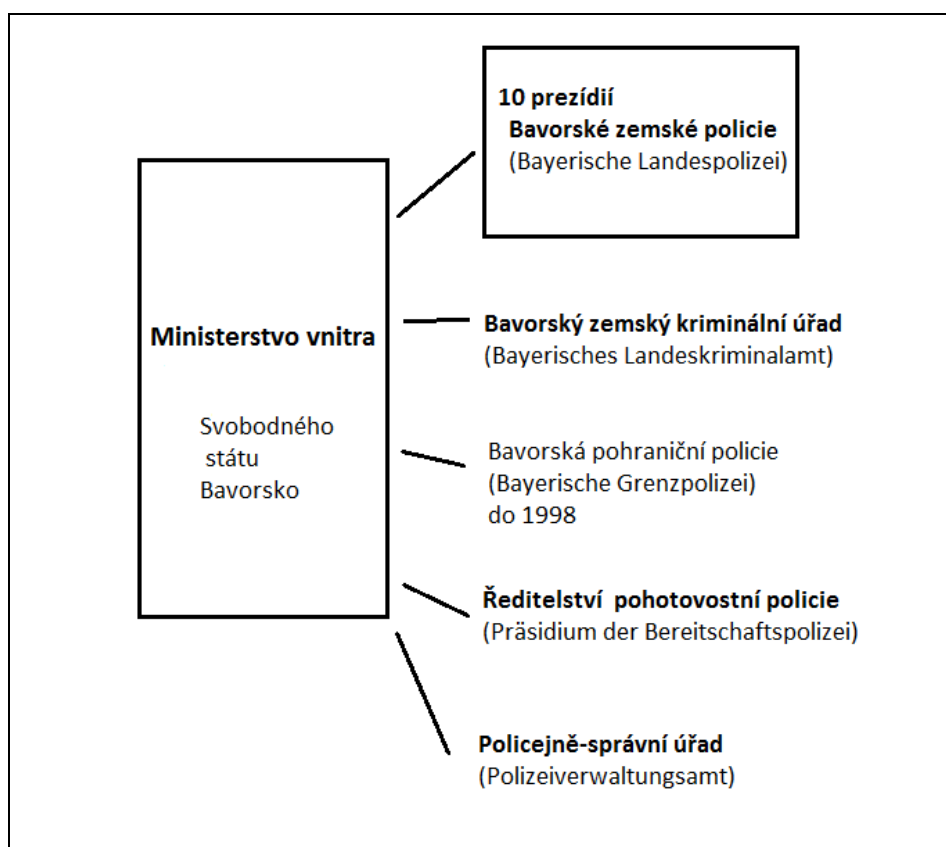 10 prezídií
Bavorské zemské policie
(Bayerische Landespolizei)
Ministerstvo vnitra
Svobodného
státu
Bavorsko
Bavorský zemský kriminální úřad
(Bayerisches Landeskriminalamt)
Bavorská pohraniční policie
(Bayerische Grenzpolizei)
do 1998
Ředitelství pohotovostní policie
(Präsidium der Bereitschaftspolizei)
Policejně-správní úřad
(Polizeiverwaltungsamt)